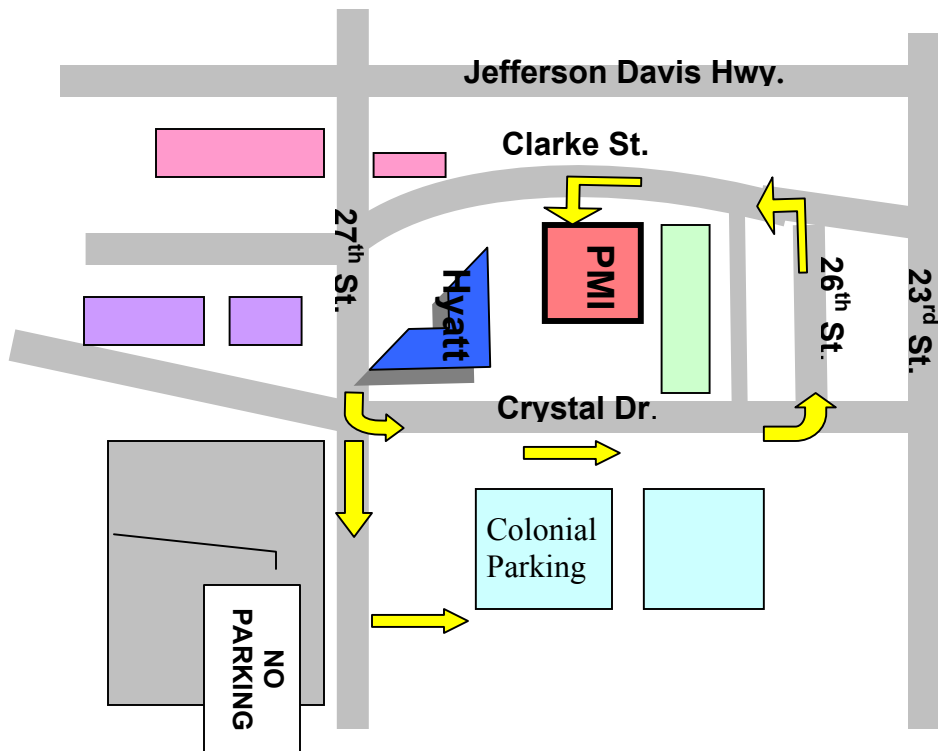 Jefferson Davis Hwy.
Clarke St.
27th St.
Hyatt
PMI
26th St.
23rd St.
Crystal Dr.
Colonial
Parking
NO
PARKING